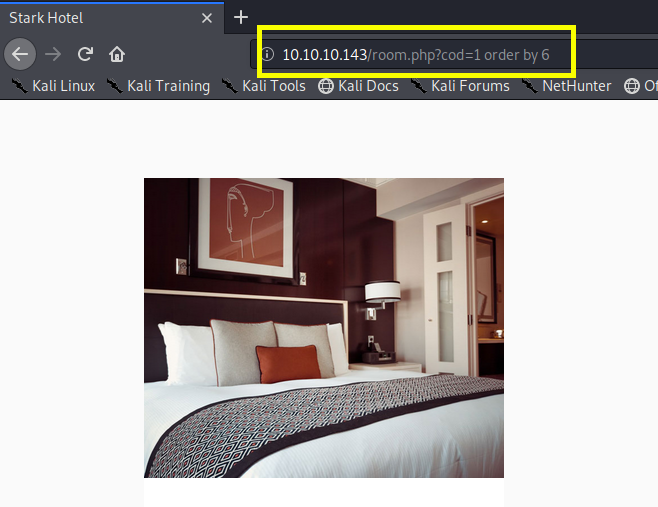 Stark Hotel
10.10.10.143/room.php?cod=1 order by 6
Kali Linux Kali Training Kali Tools Kali Docs Kali Forums NetHunter